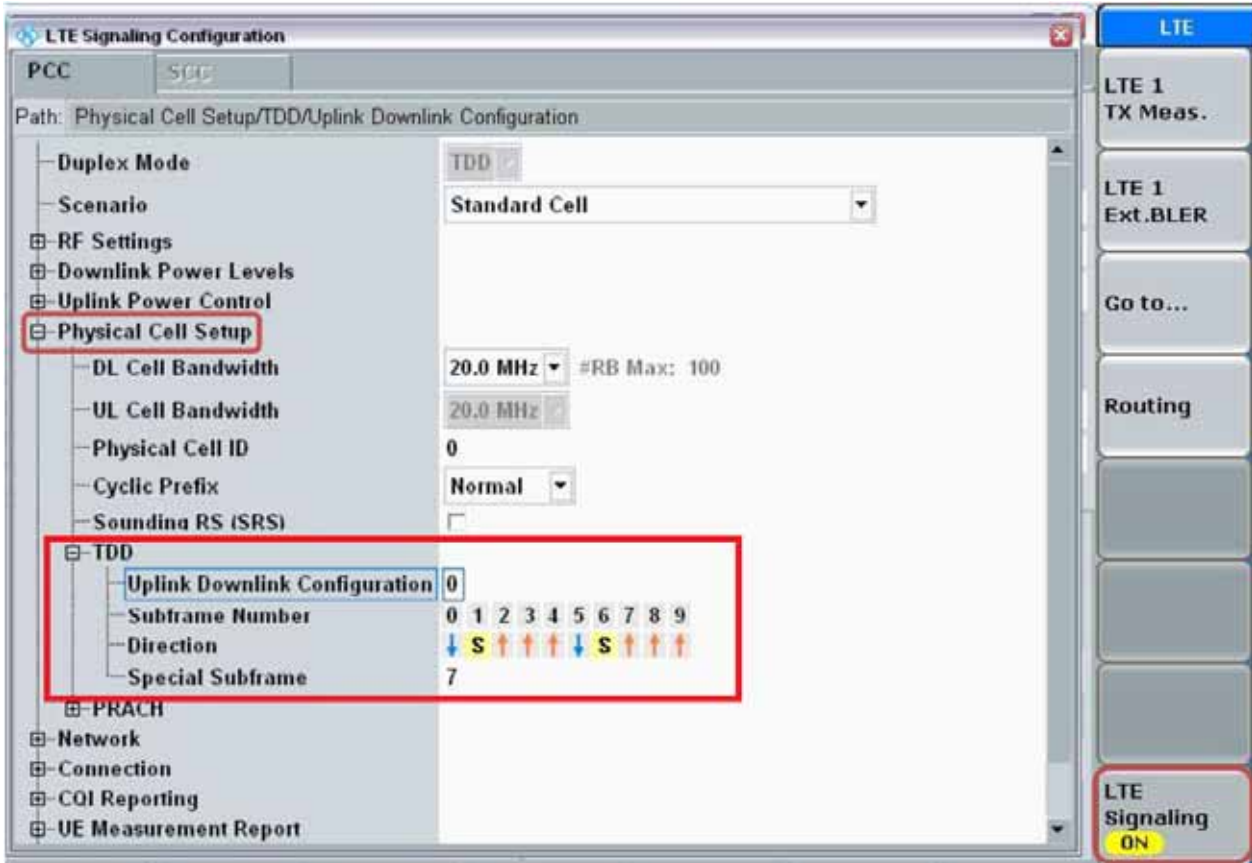 LTE Signaling Configuration
PCC SCC
Path: Physical Cell Setup/TDD/Uplink Downlink Configuration
Duplex Mode TDD
Scenario Standard Cell
RF Settings
Downlink Power Levels
Uplink Power Control
Physical Cell Setup
DL Cell Bandwidth 20.0 MHz #RB Max: 100
UL Cell Bandwidth 20.0 MHz
Physical Cell ID 0
Cyclic Prefix Normal
Sounding RS (SRS)
TDD
Uplink Downlink Configuration 0
Subframe Number 0 1 2 3 4 5 6 7 8 9
Direction ↓ S ↑ ↑ ↑ ↓ S ↑ ↑ ↑
Special Subframe 7
PRACH
Network
Connection
CQI Reporting
UE Measurement Report
LTE
LTE 1
TX Meas.
LTE 1
Ext.BLER
Go to...
Routing
LTE
Signaling
ON